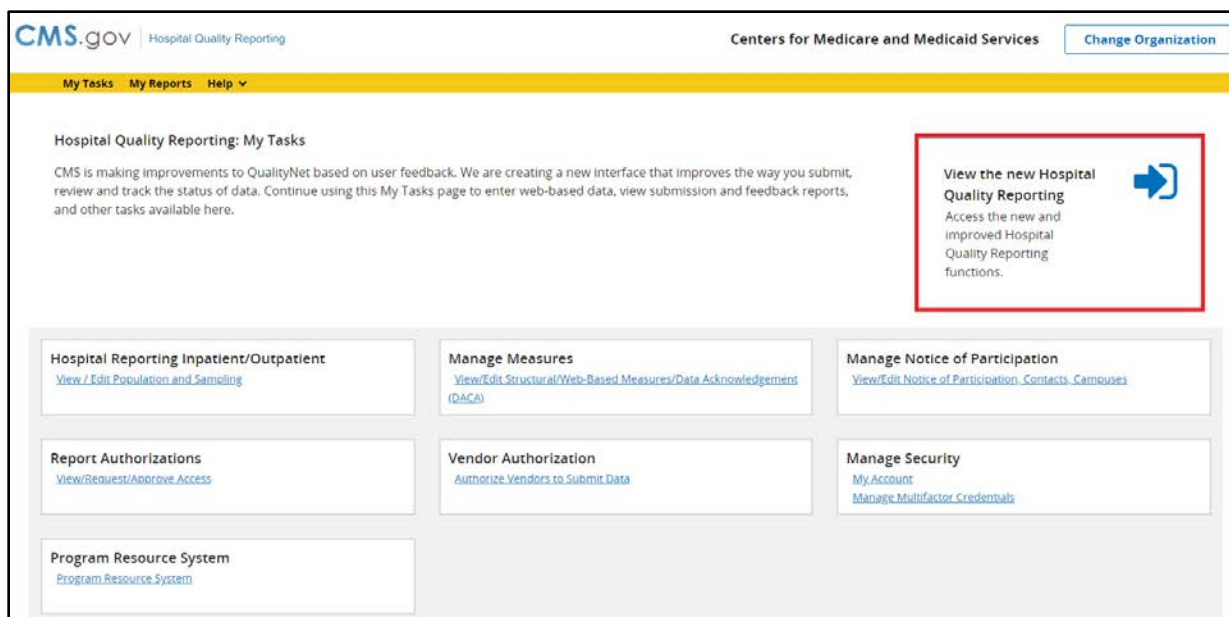 CMS.gov Hospital Quality Reporting
Centers for Medicare and Medicaid Services
Change Organization
My Tasks My Reports Help
Hospital Quality Reporting: My Tasks
CMS is making improvements to QualityNet based on user feedback. We are creating a new interface that improves the way you submit,
review and track the status of data. Continue using this My Tasks page to enter web-based data, view submission and feedback reports,
and other tasks available here.
View the new Hospital
Quality Reporting
Access the new and
improved Hospital
Quality Reporting
functions.
Hospital Reporting Inpatient/Outpatient
View / Edit Population and Sampling
Manage Measures
View/Edit Structural/Web-Based Measures/Data Acknowledgement
(DACA)
Manage Notice of Participation
View/Edit Notice of Participation, Contacts, Campuses
Report Authorizations
View/Request/Approve Access
Vendor Authorization
Authorize Vendors to Submit Data
Manage Security
My Account
Manage Multifactor Credentials
Program Resource System
Program Resource System